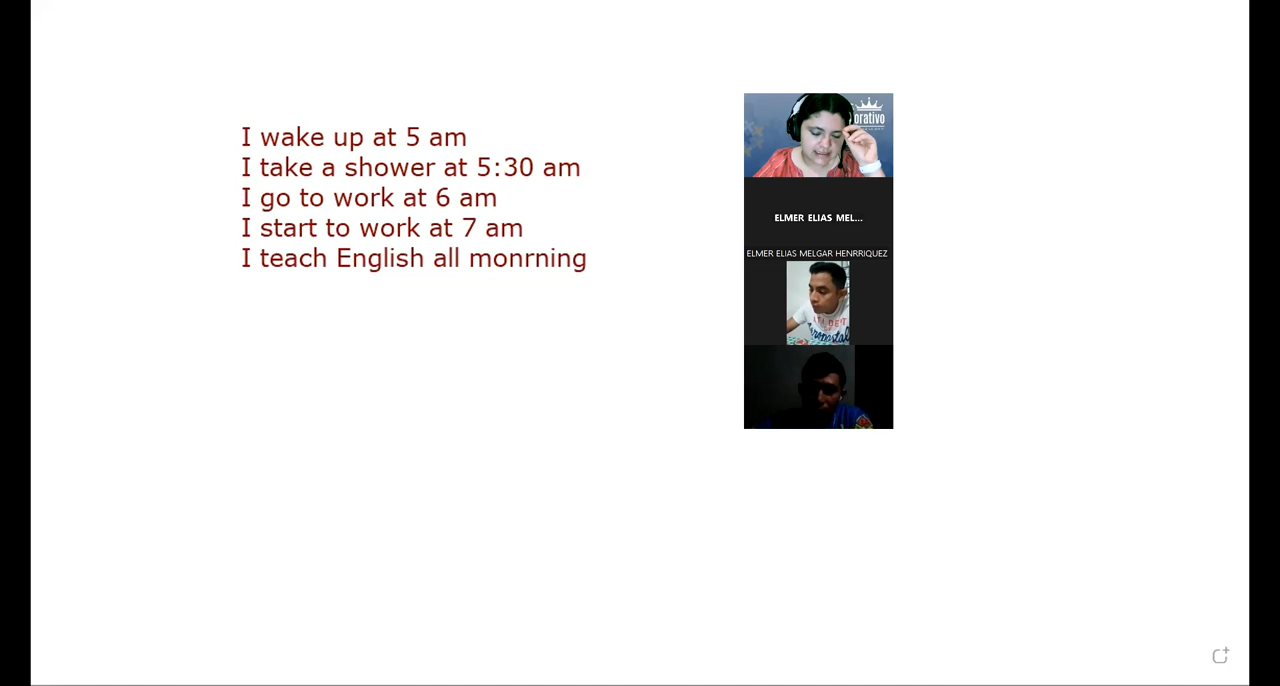 I wake up at 5 am
I take a shower at 5:30 am
I go to work at 6 am
I start to work at 7 am
I teach English all monrning
orativo
ELMER ELIAS MEL...
ELMER ELIAS MELGAR HENRRIQUEZ